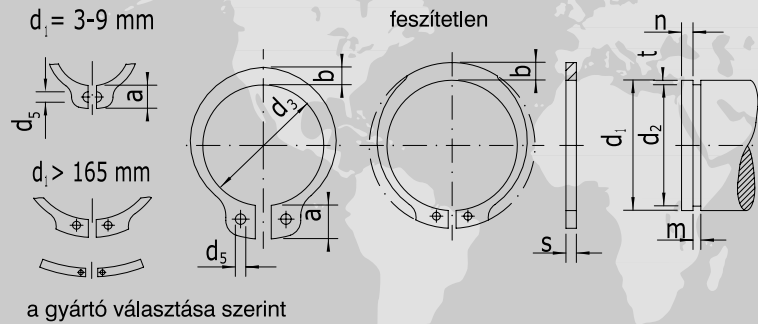 d₁ = 3-9 mm
feszítetlen
n
t
b
b
a
d₅
d₃
d₁
d₂
d₁ > 165 mm
a
d₅
s
m
a gyártó választása szerint